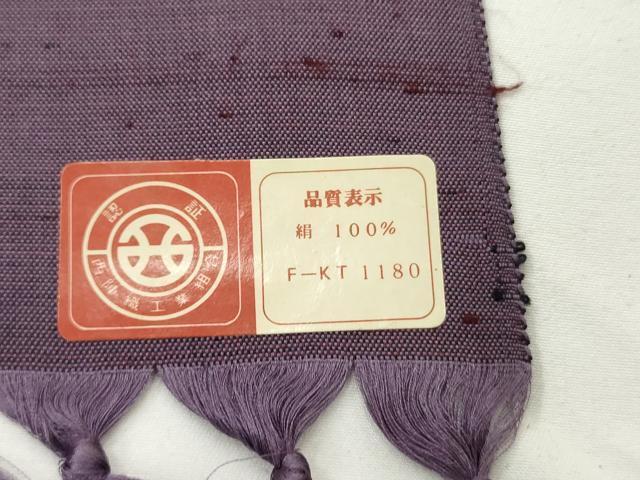 認証
西陣織工業組合
品質表示
絹 100%
F-KT 1180